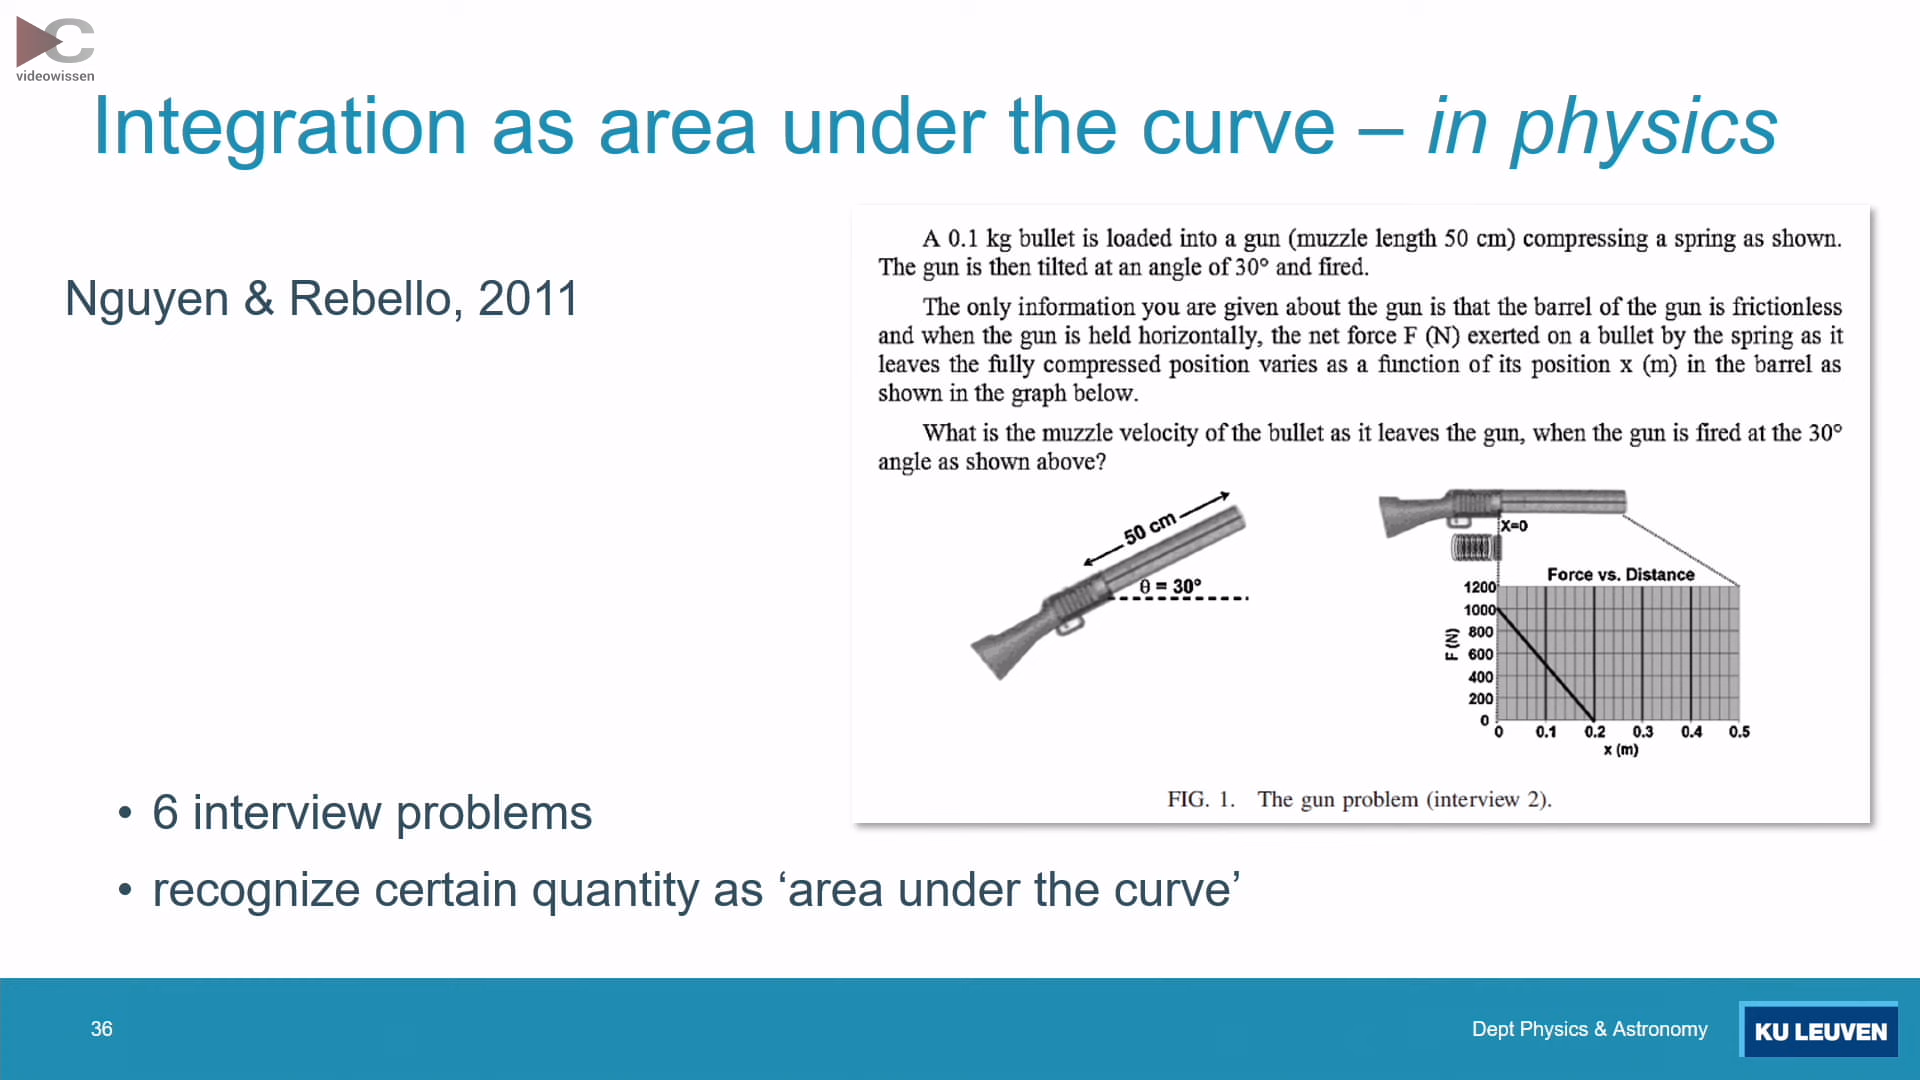 C
videowissen
Integration as area under the curve – in physics
Nguyen & Rebello, 2011
A 0.1 kg bullet is loaded into a gun (muzzle length 50 cm) compressing a spring as shown.
The gun is then tilted at an angle of 30° and fired.
The only information you are given about the gun is that the barrel of the gun is frictionless
and when the gun is held horizontally, the net force F (N) exerted on a bullet by the spring as it
leaves the fully compressed position varies as a function of its position x (m) in the barrel as
shown in the graph below.
What is the muzzle velocity of the bullet as it leaves the gun, when the gun is fired at the 30°
angle as shown above?
50 cm
θ = 30°
X=0
Force vs. Distance
1200
1000
800
600
400
200
0
F (N)
0 0.1 0.2 0.3 0.4 0.5
x (m)
FIG. 1. The gun problem (interview 2).
• 6 interview problems
• recognize certain quantity as ‘area under the curve’
36
Dept Physics & Astronomy
KU LEUVEN